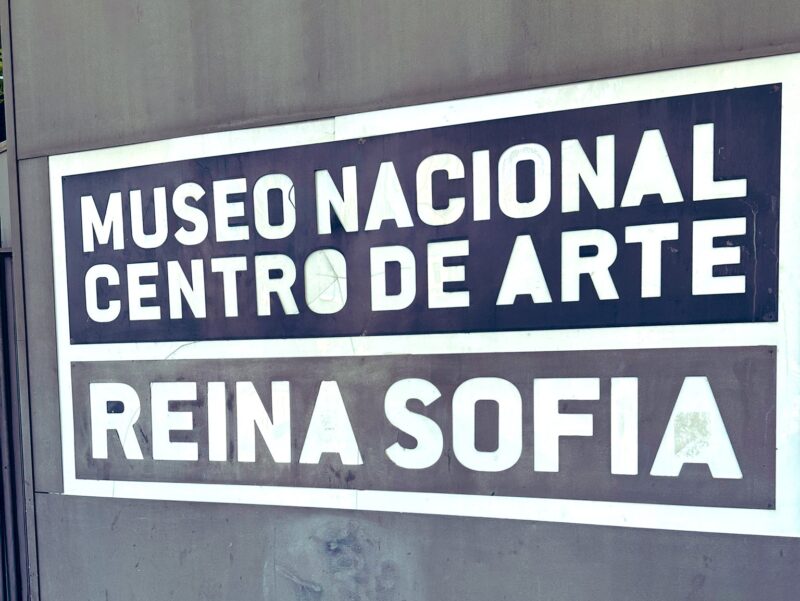 MUSEO NACIONAL
CENTRO DE ARTE
REINA SOFIA